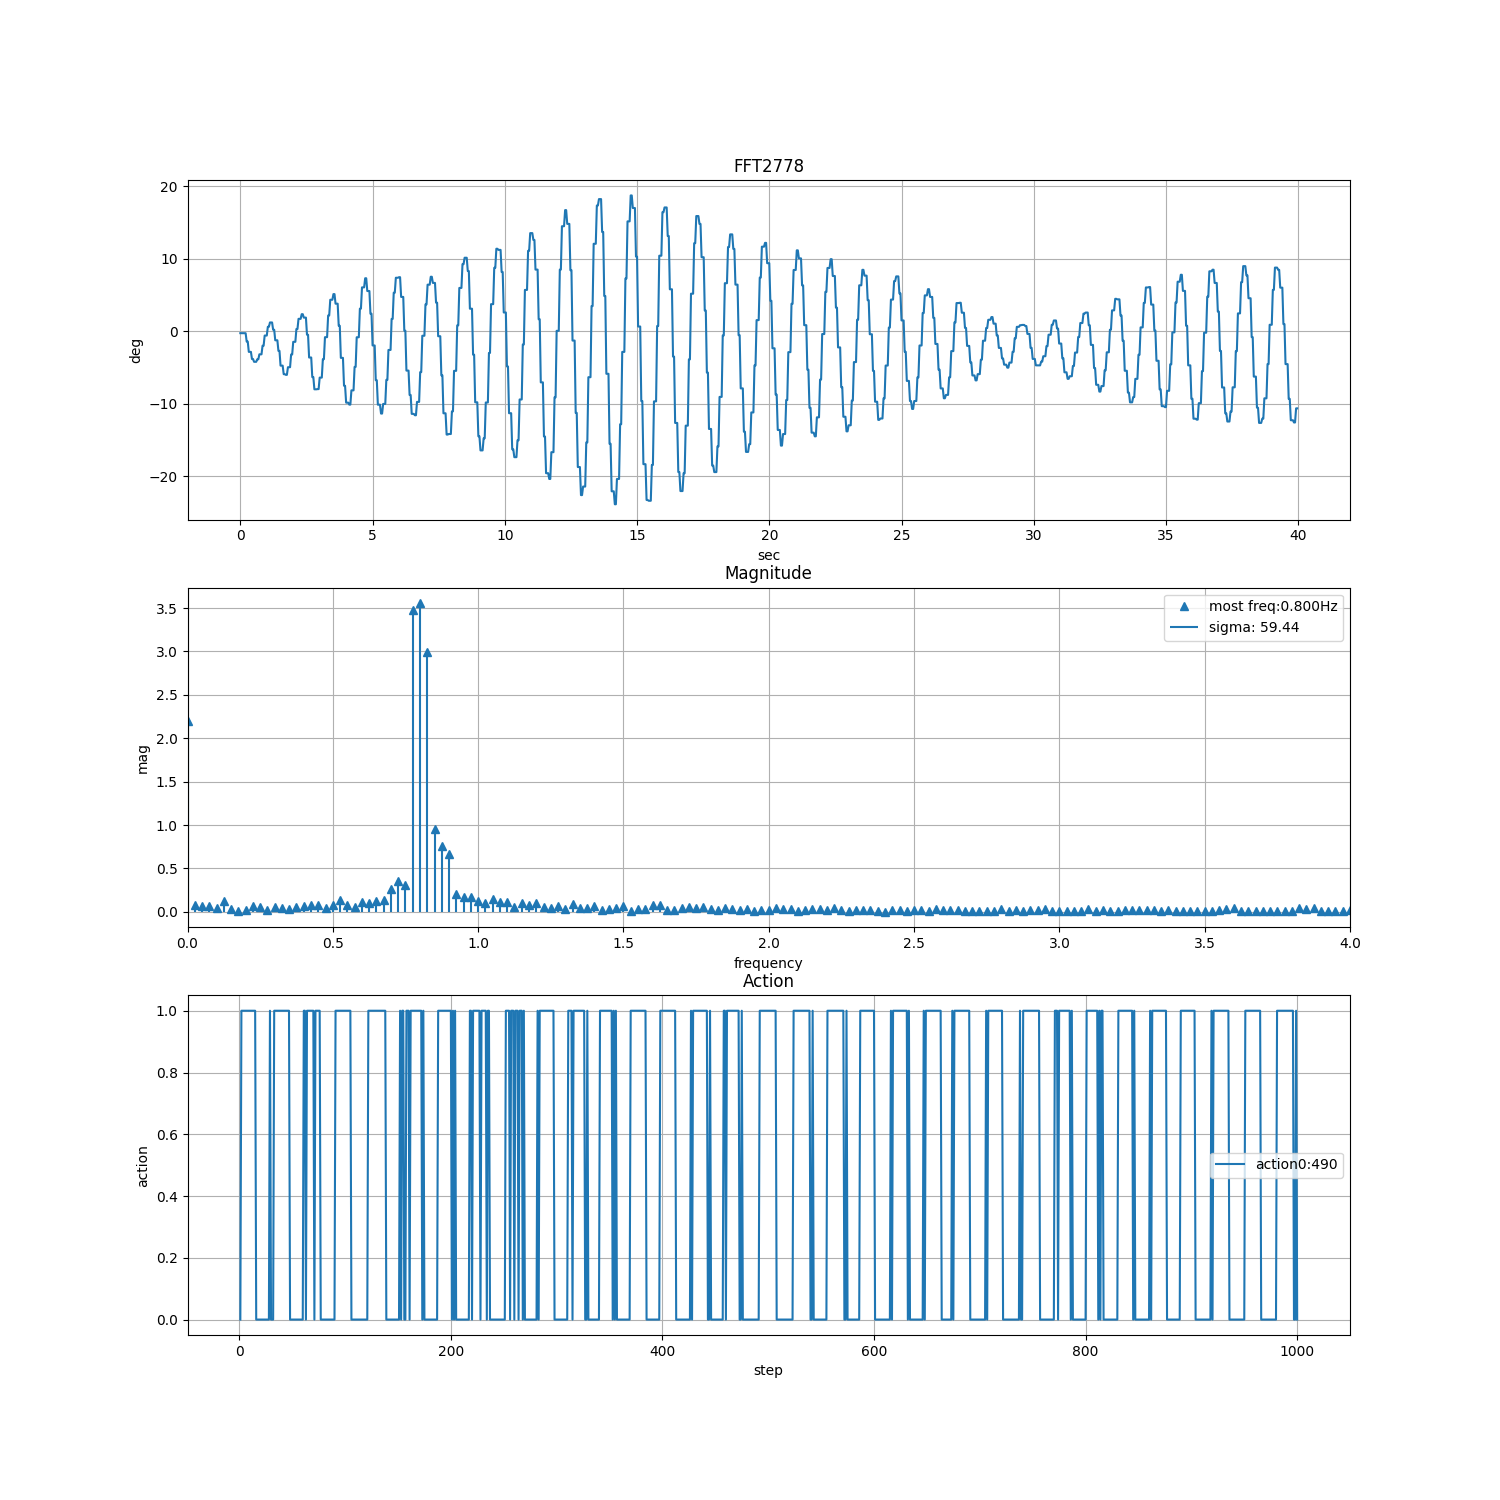 FFT2778
20
10
0
−10
−20
deg
0 5 10 15 20 25 30 35 40
sec
Magnitude
most freq:0.800Hz
sigma: 59.44
3.5
3.0
2.5
2.0
1.5
1.0
0.5
0.0
mag
0.0 0.5 1.0 1.5 2.0 2.5 3.0 3.5 4.0
frequency
Action
1.0
0.8
0.6
0.4
0.2
0.0
action
action0:490
0 200 400 600 800 1000
step